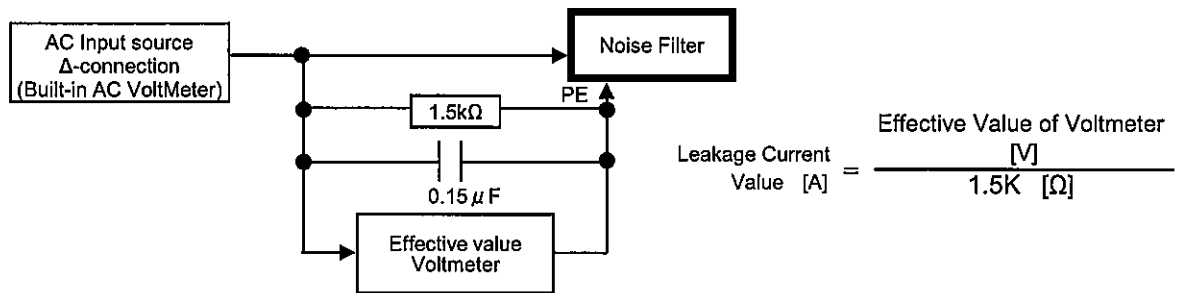 AC Input source
Δ-connection
(Built-in AC VoltMeter)
Noise Filter
PE
1.5kΩ
0.15μF
Effective value
Voltmeter
Leakage Current
Value [A]
=
Effective Value of Voltmeter
[V]
1.5K [Ω]